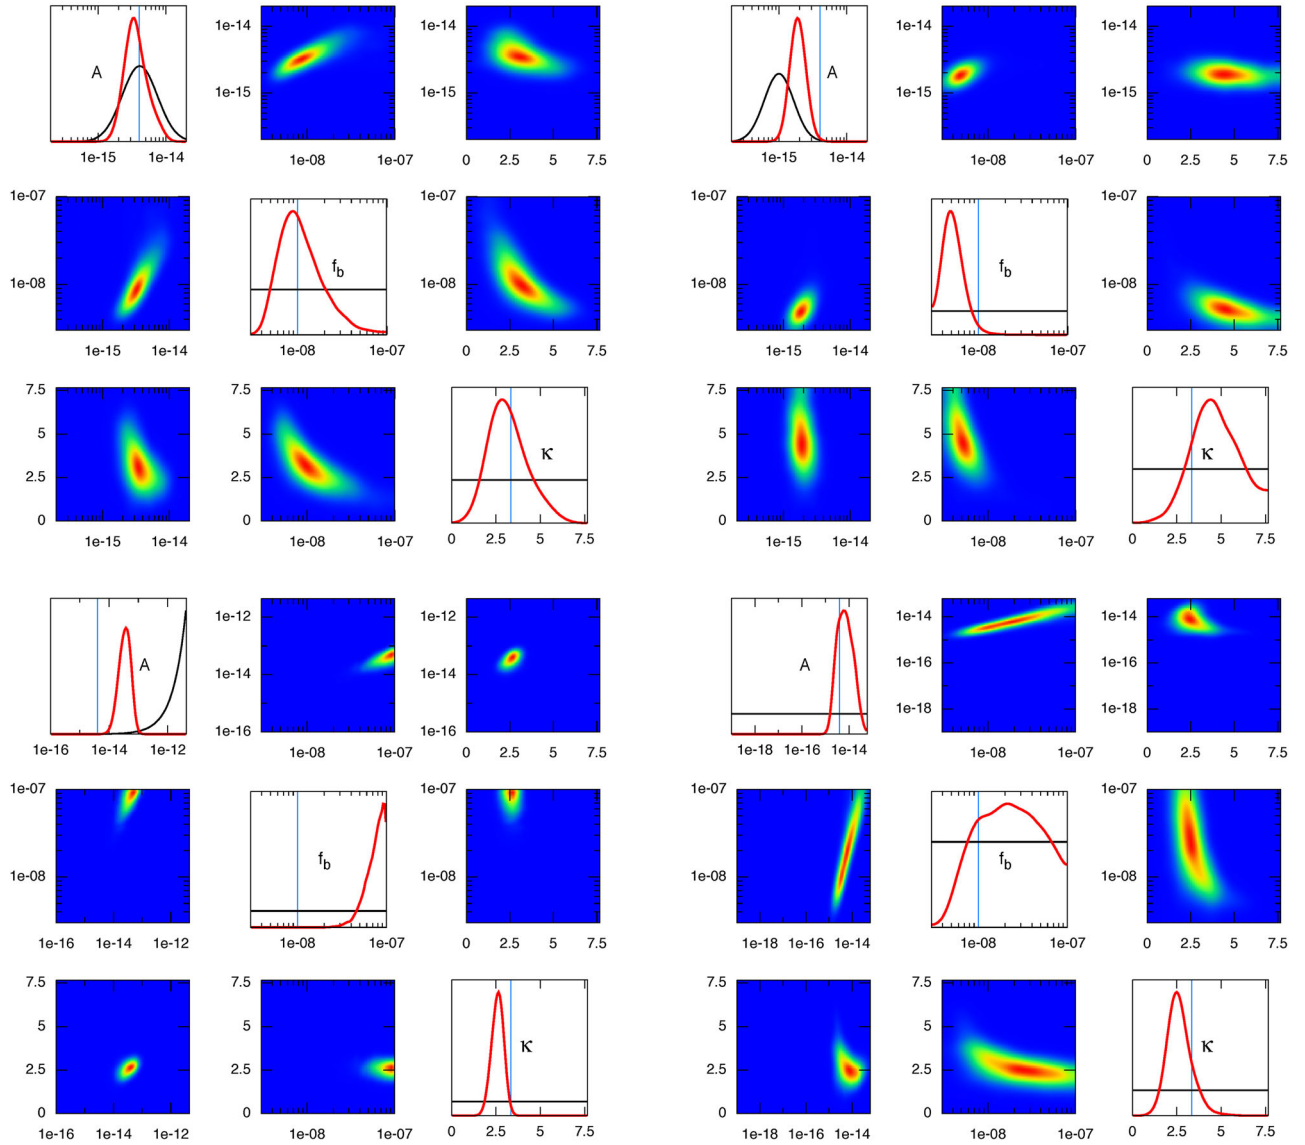 1e-14 1e-14 1e-14 1e-14
A A
1e-15 1e-15 1e-15 1e-15
1e-15 1e-14 1e-08 1e-07 0 2.5 5 7.5 1e-15 1e-14 1e-08 1e-07 0 2.5 5 7.5
1e-07 1e-07 1e-07 1e-07
fb fb
1e-08 1e-08 1e-08 1e-08
1e-15 1e-14 1e-08 1e-07 0 2.5 5 7.5 1e-15 1e-14 1e-08 1e-07 0 2.5 5 7.5
7.5 7.5 7.5 7.5
5 5 5 5
κ κ
2.5 2.5 2.5 2.5
0 0 0 0
1e-15 1e-14 1e-08 1e-07 0 2.5 5 7.5 1e-15 1e-14 1e-08 1e-07 0 2.5 5 7.5
1e-12 1e-12 1e-14 1e-14
A A
1e-14 1e-14 1e-16 1e-16
1e-16 1e-16 1e-18 1e-18
1e-16 1e-14 1e-12 1e-08 1e-07 0 2.5 5 7.5 1e-18 1e-16 1e-14 1e-08 1e-07 0 2.5 5 7.5
1e-07 1e-07 1e-07 1e-07
fb fb
1e-08 1e-08 1e-08 1e-08
1e-16 1e-14 1e-12 1e-08 1e-07 0 2.5 5 7.5 1e-18 1e-16 1e-14 1e-08 1e-07 0 2.5 5 7.5
7.5 7.5 7.5 7.5
5 5 5 5
κ κ
2.5 2.5 2.5 2.5
0 0 0 0
1e-16 1e-14 1e-12 1e-08 1e-07 0 2.5 5 7.5 1e-18 1e-16 1e-14 1e-08 1e-07 0 2.5 5 7.5